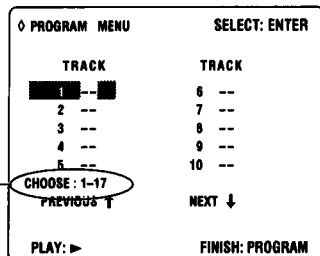 ◊ PROGRAM MENU SELECT: ENTER
TRACK TRACK
1 -- 6 --
2 -- 7 --
3 -- 8 --
4 -- 9 --
5 -- 10 --
CHOOSE : 1–17
PREVIOUS ↑ NEXT ↓
PLAY: ► FINISH: PROGRAM